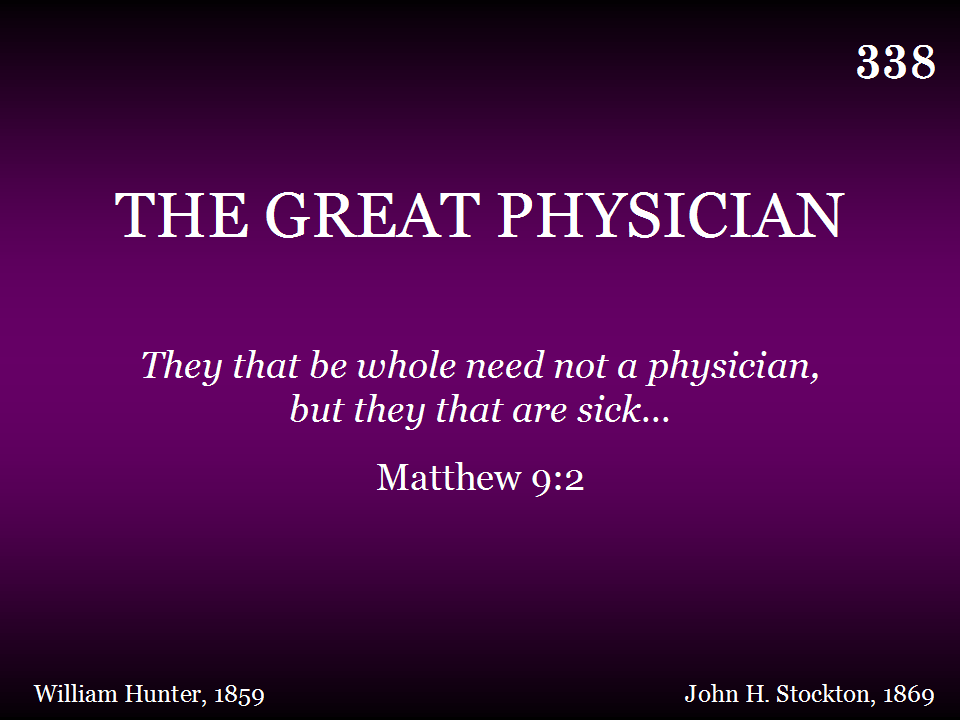 338
THE GREAT PHYSICIAN
They that be whole need not a physician,
but they that are sick...
Matthew 9:2
William Hunter, 1859
John H. Stockton, 1869